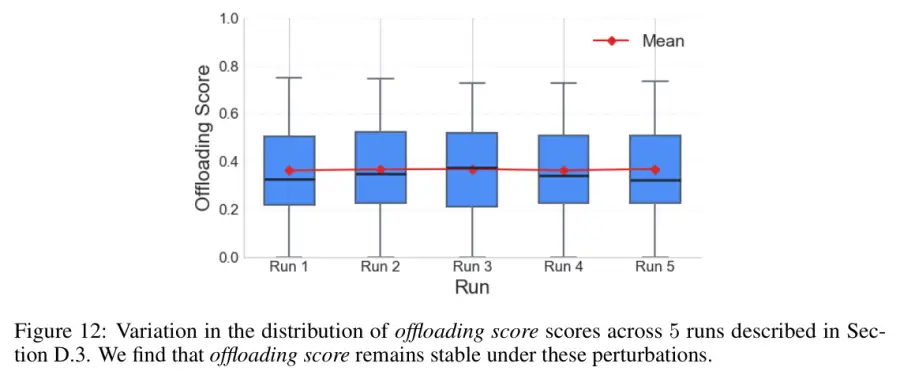 1.0
Mean
0.8
0.6
0.4
0.2
0.0
Offloading Score
Run 1 Run 2 Run 3 Run 4 Run 5
Run
Figure 12: Variation in the distribution of offloading score scores across 5 runs described in Sec-
tion D.3. We find that offloading score remains stable under these perturbations.